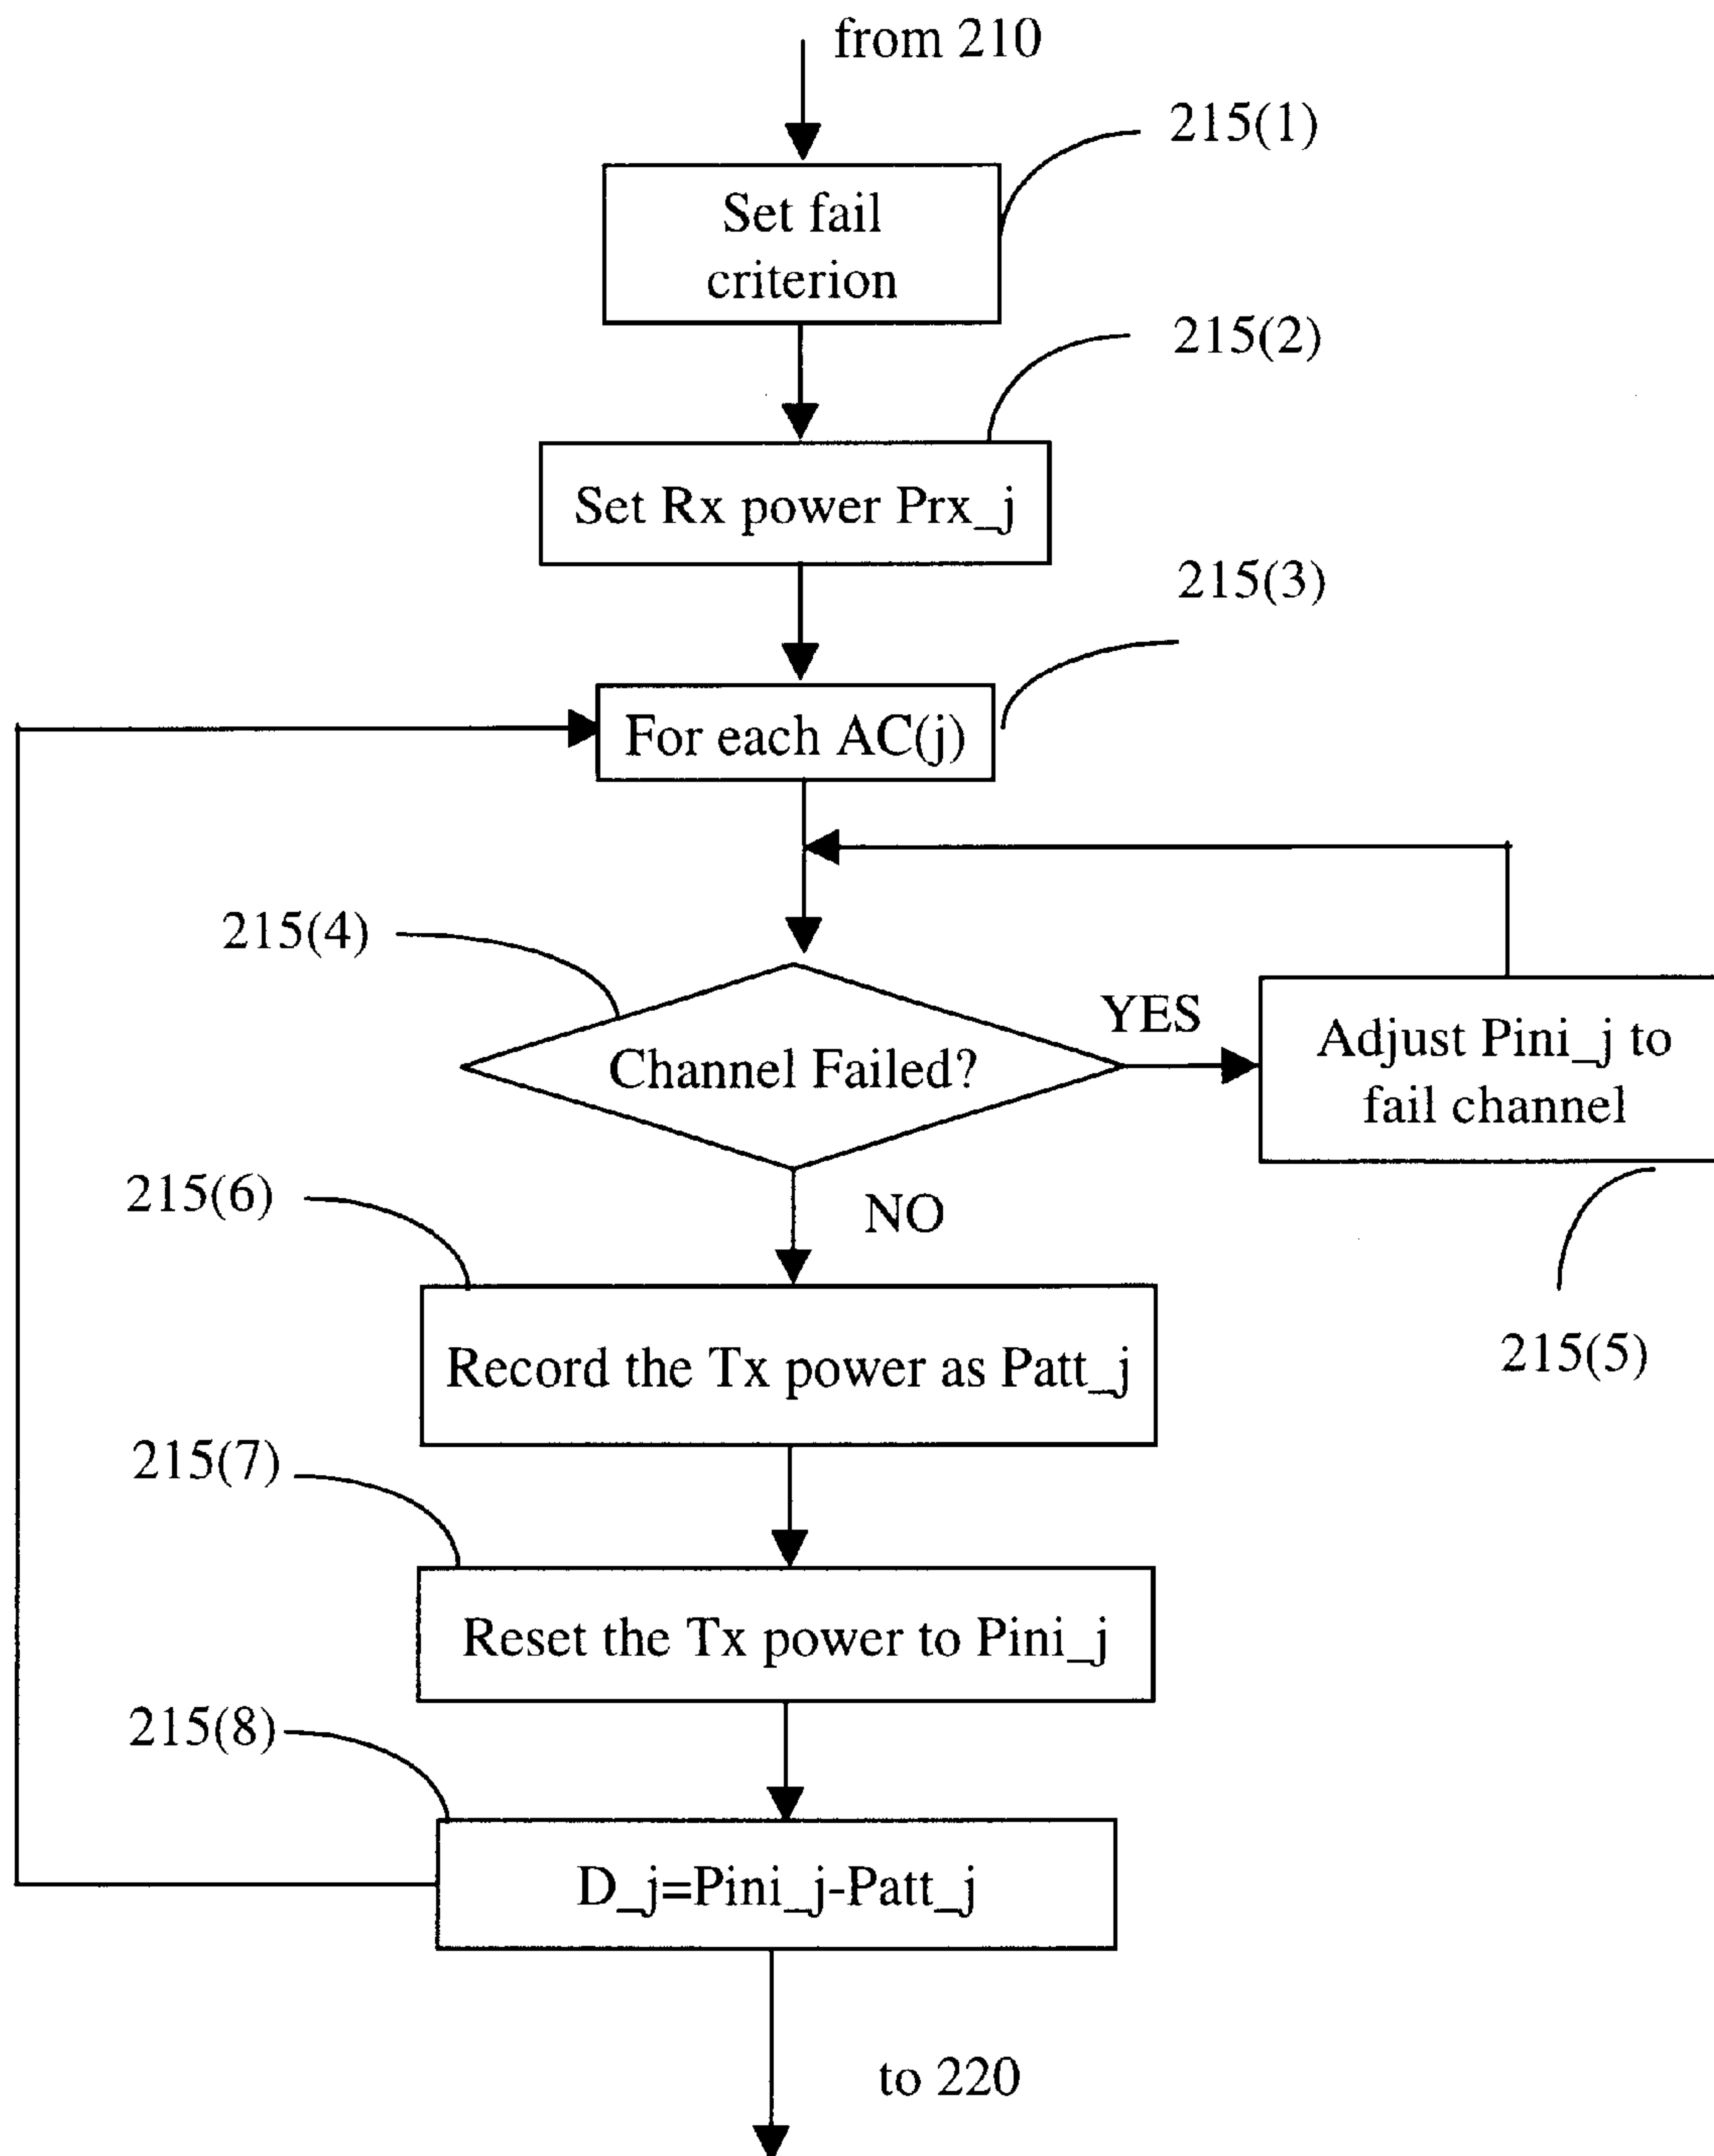 from 210
215(1)
Set fail
criterion
215(2)
Set Rx power Prx_j
215(3)
For each AC(j)
215(4)
Channel Failed?
YES
Adjust Pini_j to
fail channel
215(5)
NO
215(6)
Record the Tx power as Patt_j
215(7)
Reset the Tx power to Pini_j
215(8)
D_j=Pini_j-Patt_j
to 220